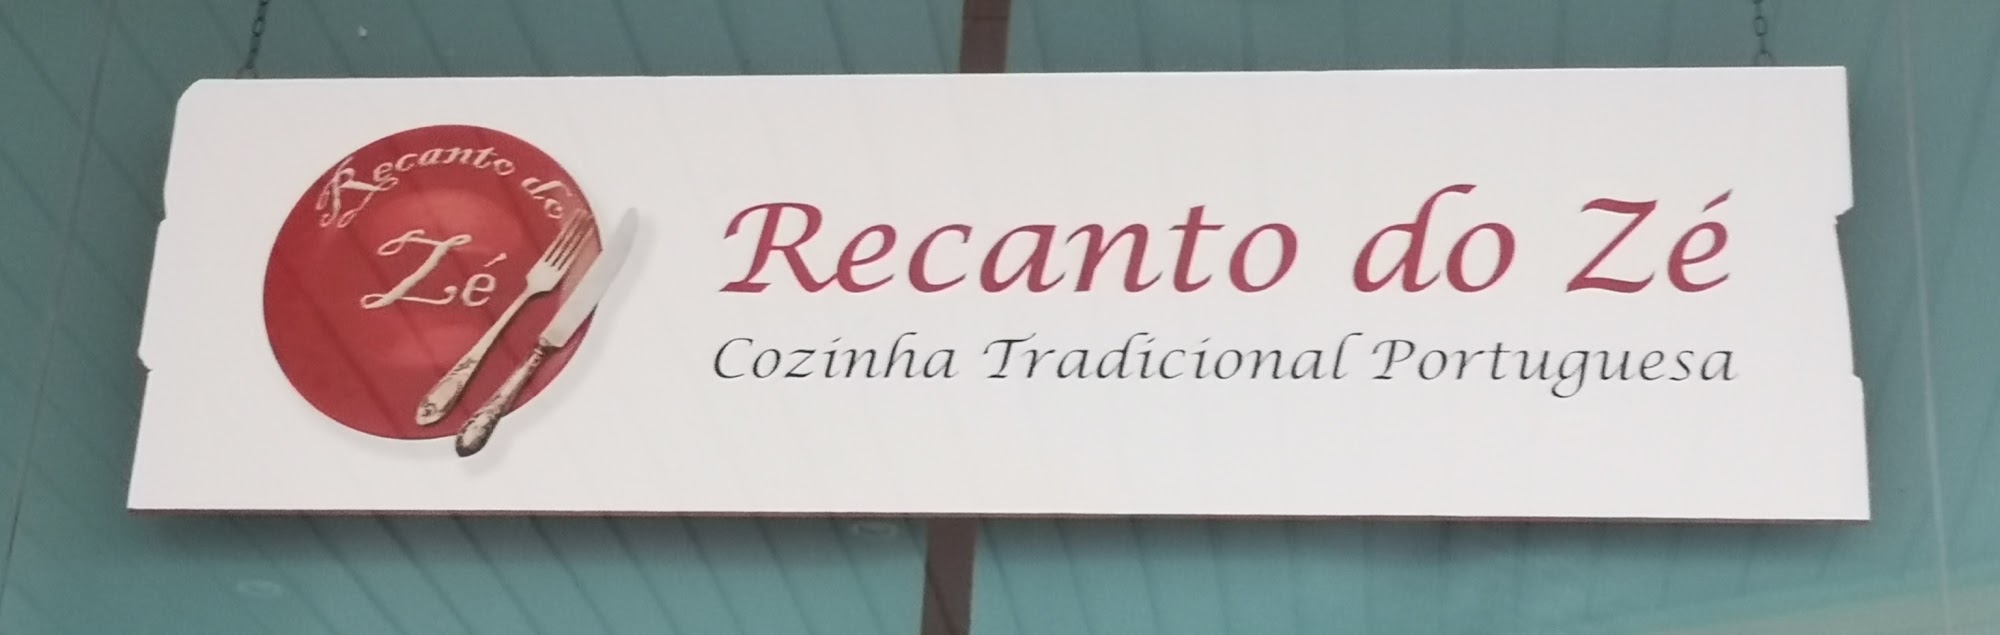 Recanto do
Zé
Recanto do Zé
Cozinha Tradicional Portuguesa